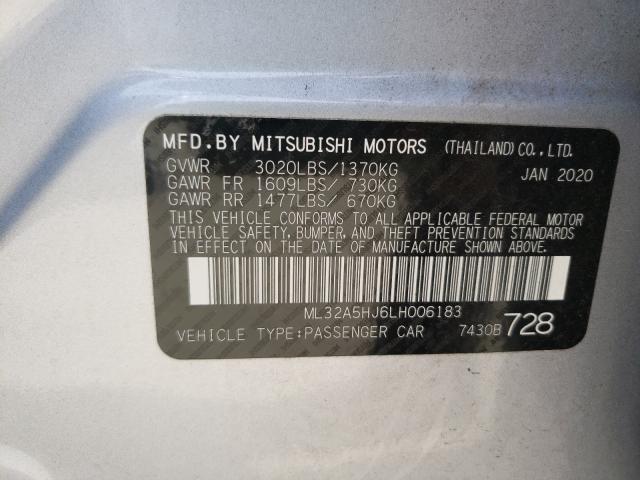 MFD.BY MITSUBISHI MOTORS (THAILAND)CO.,LTD.
GVWR 3020LBS/1370KG JAN 2020
GAWR FR 1609LBS/ 730KG
GAWR RR 1477LBS/ 670KG
THIS VEHICLE CONFORMS TO ALL APPLICABLE FEDERAL MOTOR
VEHICLE SAFETY, BUMPER, AND THEFT PREVENTION STANDARDS
IN EFFECT ON THE DATE OF MANUFACTURE SHOWN ABOVE.
ML32A5HJ6LH006183
VEHICLE TYPE:PASSENGER CAR 7430B 728